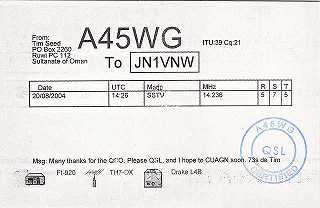 From:
Tim Seed
PO Box 2260
Ruwi PC 112
Sultanate of Oman
A45WG
ITU:39 Cq:21
To JN1VNW
Date UTC Mode MHz R S T
20/08/2004 14:26 SSTV 14.236 5 7 5
A45WG
QSL
CONFIRMED
Msg: Many thanks for the QSO. Please QSL, and I hope to CUAGN soon. 73s de Tim
Ft-920 TH7-DX Drake L4B